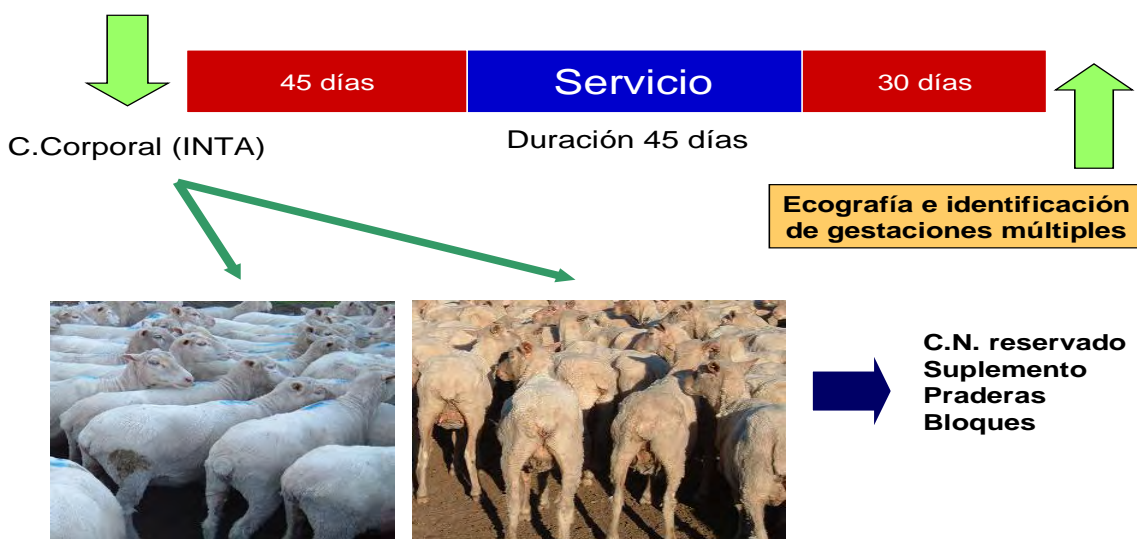 45 días
Servicio
30 días
C.Corporal (INTA)
Duración 45 días
Ecografía e identificación
de gestaciones múltiples
C.N. reservado
Suplemento
Praderas
Bloques